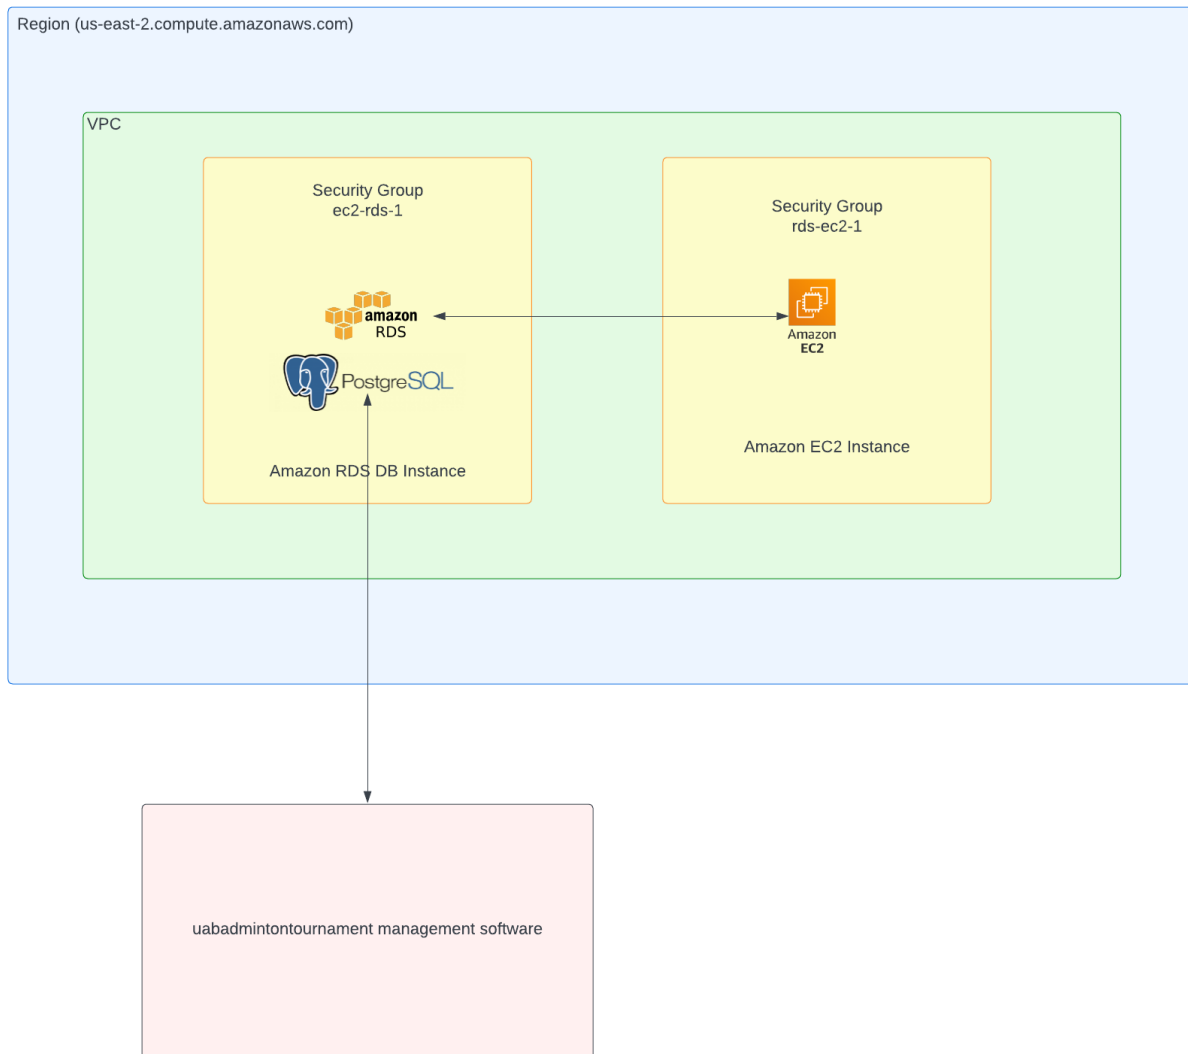 Region (us-east-2.compute.amazonaws.com)
VPC
Security Group
ec2-rds-1
Security Group
rds-ec2-1
amazon
RDS
PostgreSQL
Amazon
EC2
Amazon RDS DB Instance
Amazon EC2 Instance
uabadmintontournament management software